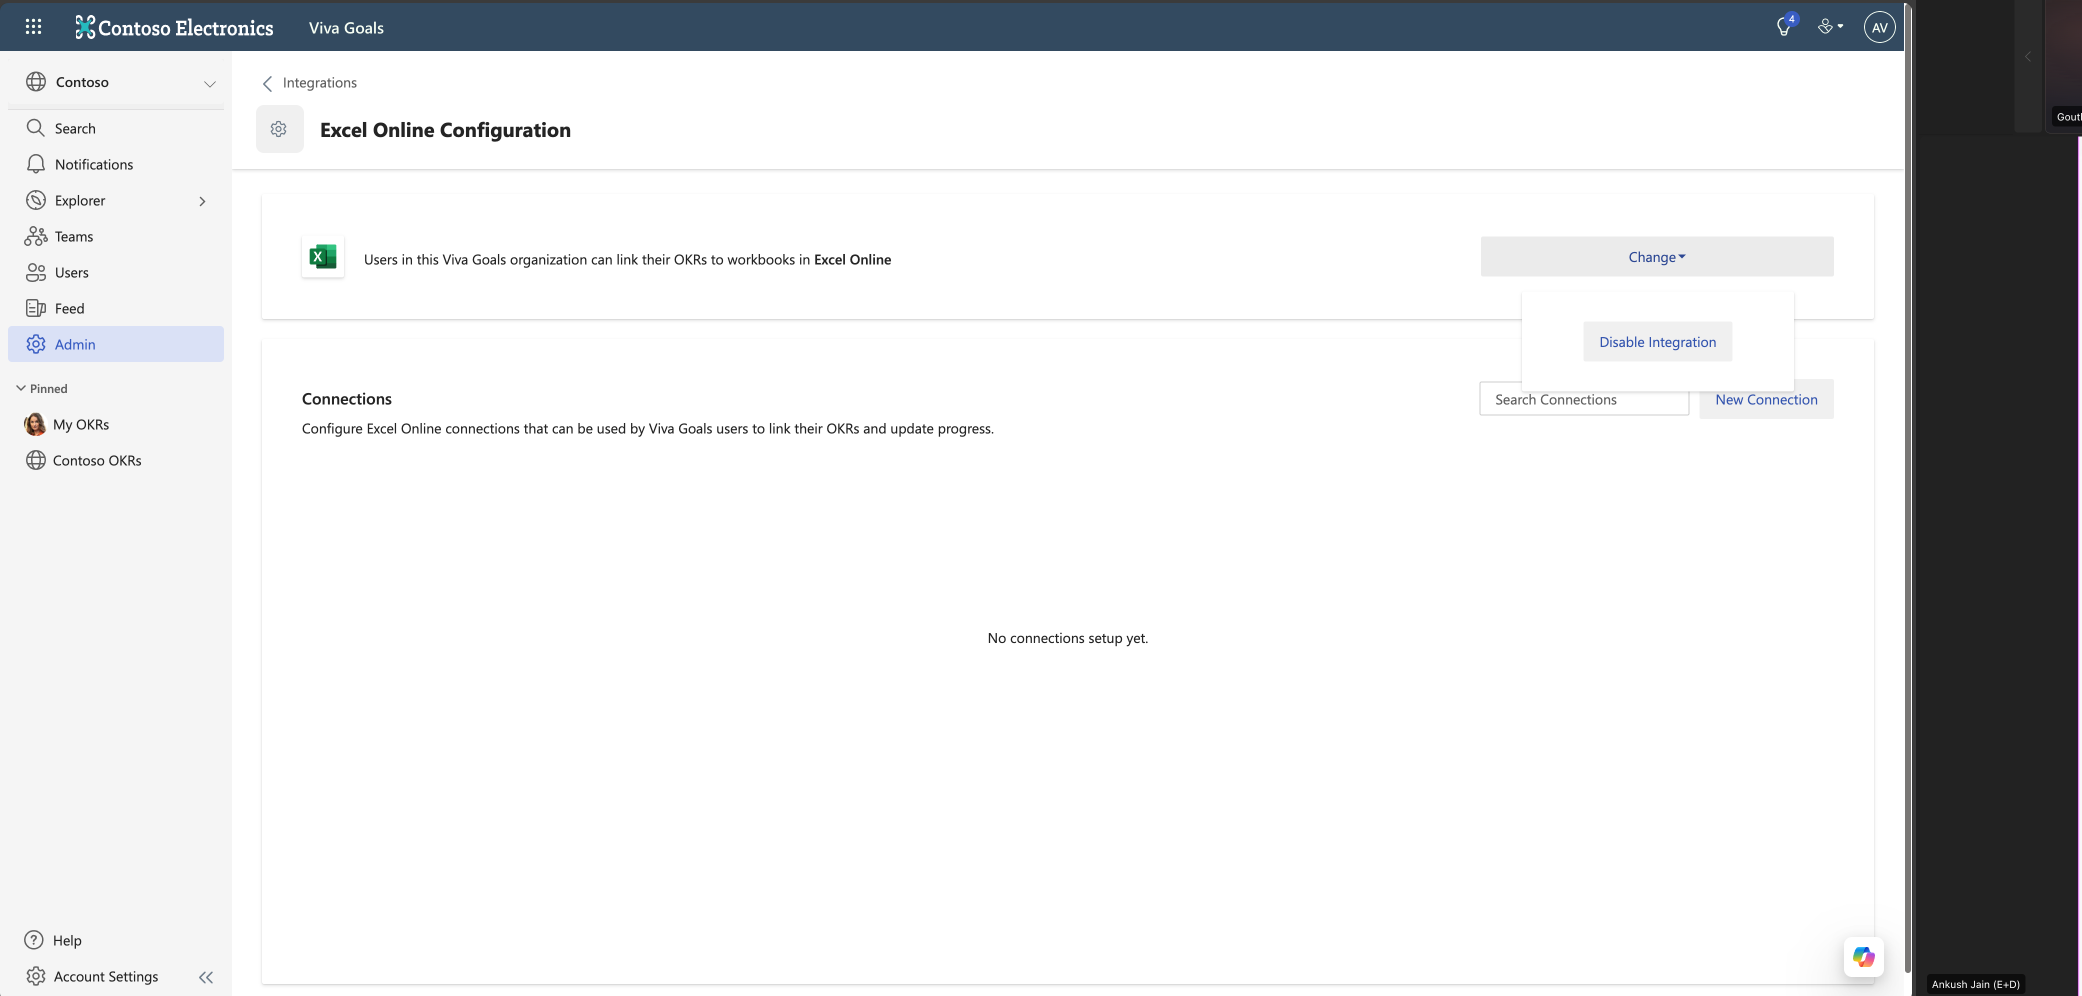 Contoso Electronics
Viva Goals
4
AV
Contoso
Search
Notifications
Explorer
Teams
Users
Feed
Admin
Pinned
My OKRs
Contoso OKRs
Help
Account Settings
Integrations
Excel Online Configuration
Users in this Viva Goals organization can link their OKRs to workbooks in Excel Online
Change
Disable Integration
Connections
Search Connections
New Connection
Configure Excel Online connections that can be used by Viva Goals users to link their OKRs and update progress.
No connections setup yet.
Ankush Jain (E+D)